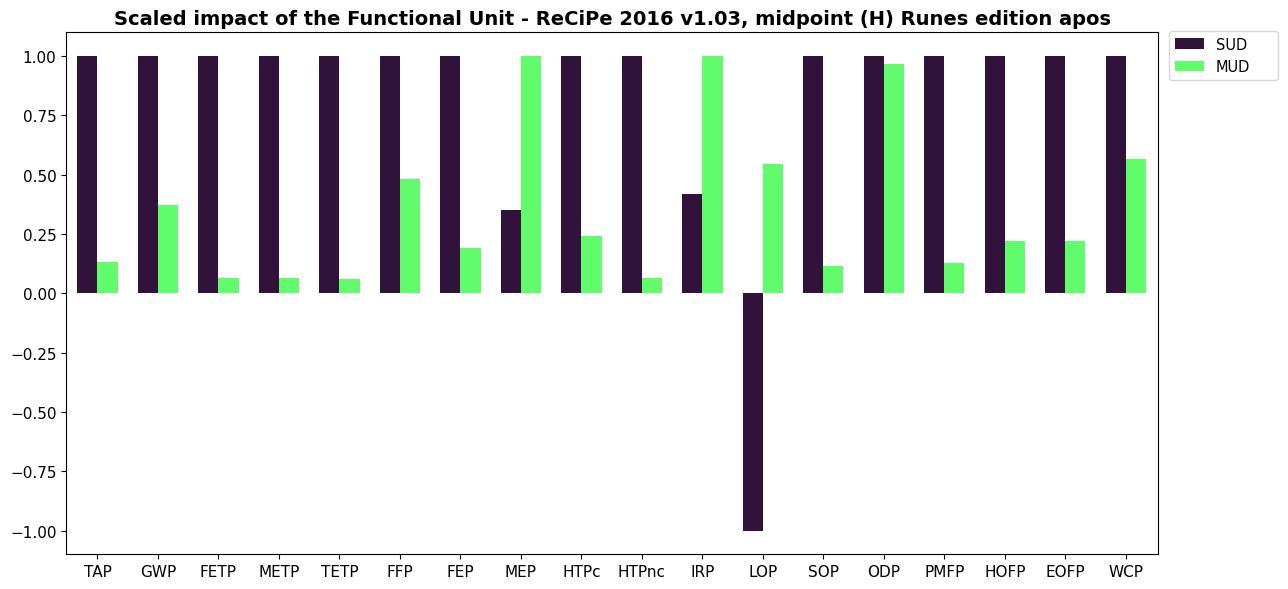 Scaled impact of the Functional Unit - ReCiPe 2016 v1.03, midpoint (H) Runes edition apos
SUD
MUD
1.00
0.75
0.50
0.25
0.00
−0.25
−0.50
−0.75
−1.00
TAP GWP FETP METP TETP FFP FEP MEP HTPc HTPnc IRP LOP SOP ODP PMFP HOFP EOFP WCP